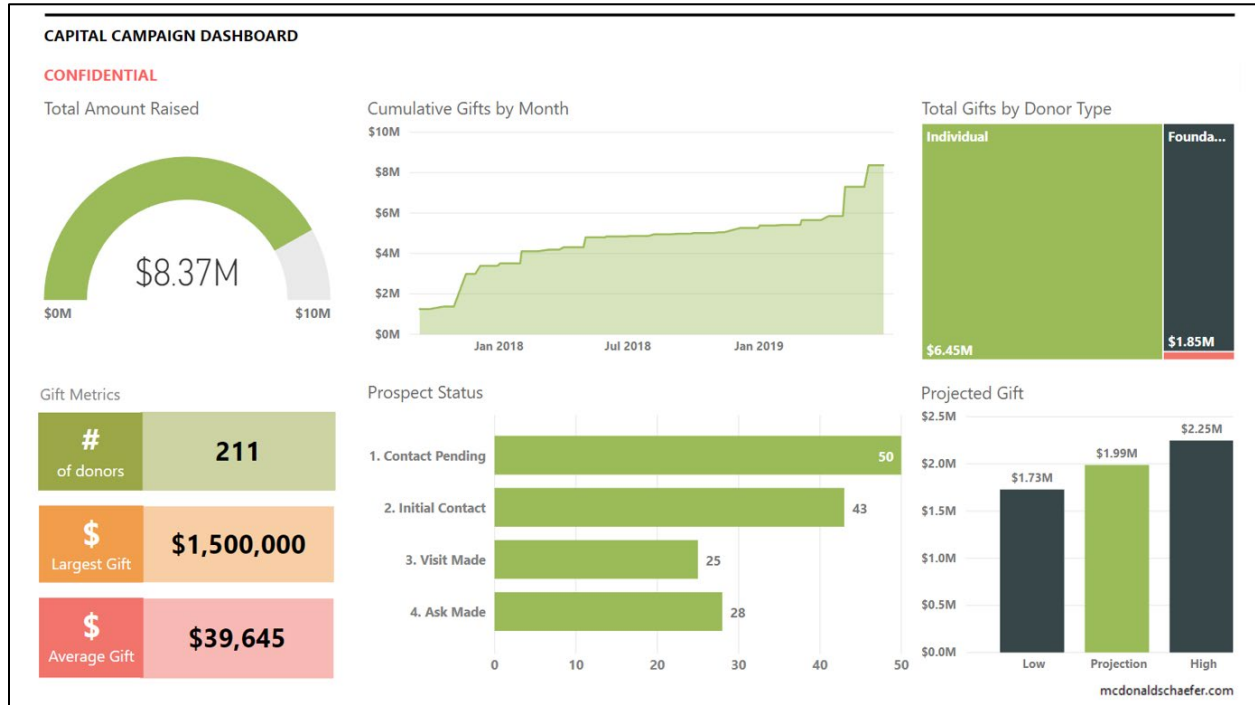 CAPITAL CAMPAIGN DASHBOARD
CONFIDENTIAL
Total Amount Raised
$8.37M
$0M
$10M
Cumulative Gifts by Month
$10M
$8M
$6M
$4M
$2M
$0M
Jan 2018
Jul 2018
Jan 2019
Total Gifts by Donor Type
Individual
$6.45M
Founda...
$1.85M
Gift Metrics
#
of donors
211
$
Largest Gift
$1,500,000
$
Average Gift
$39,645
Prospect Status
1. Contact Pending
50
2. Initial Contact
43
3. Visit Made
25
4. Ask Made
28
0
10
20
30
40
50
Projected Gift
$2.5M
$2.0M
$1.5M
$1.0M
$0.5M
$0.0M
$1.73M
$1.99M
$2.25M
Low
Projection
High
mcdonaldschaefer.com